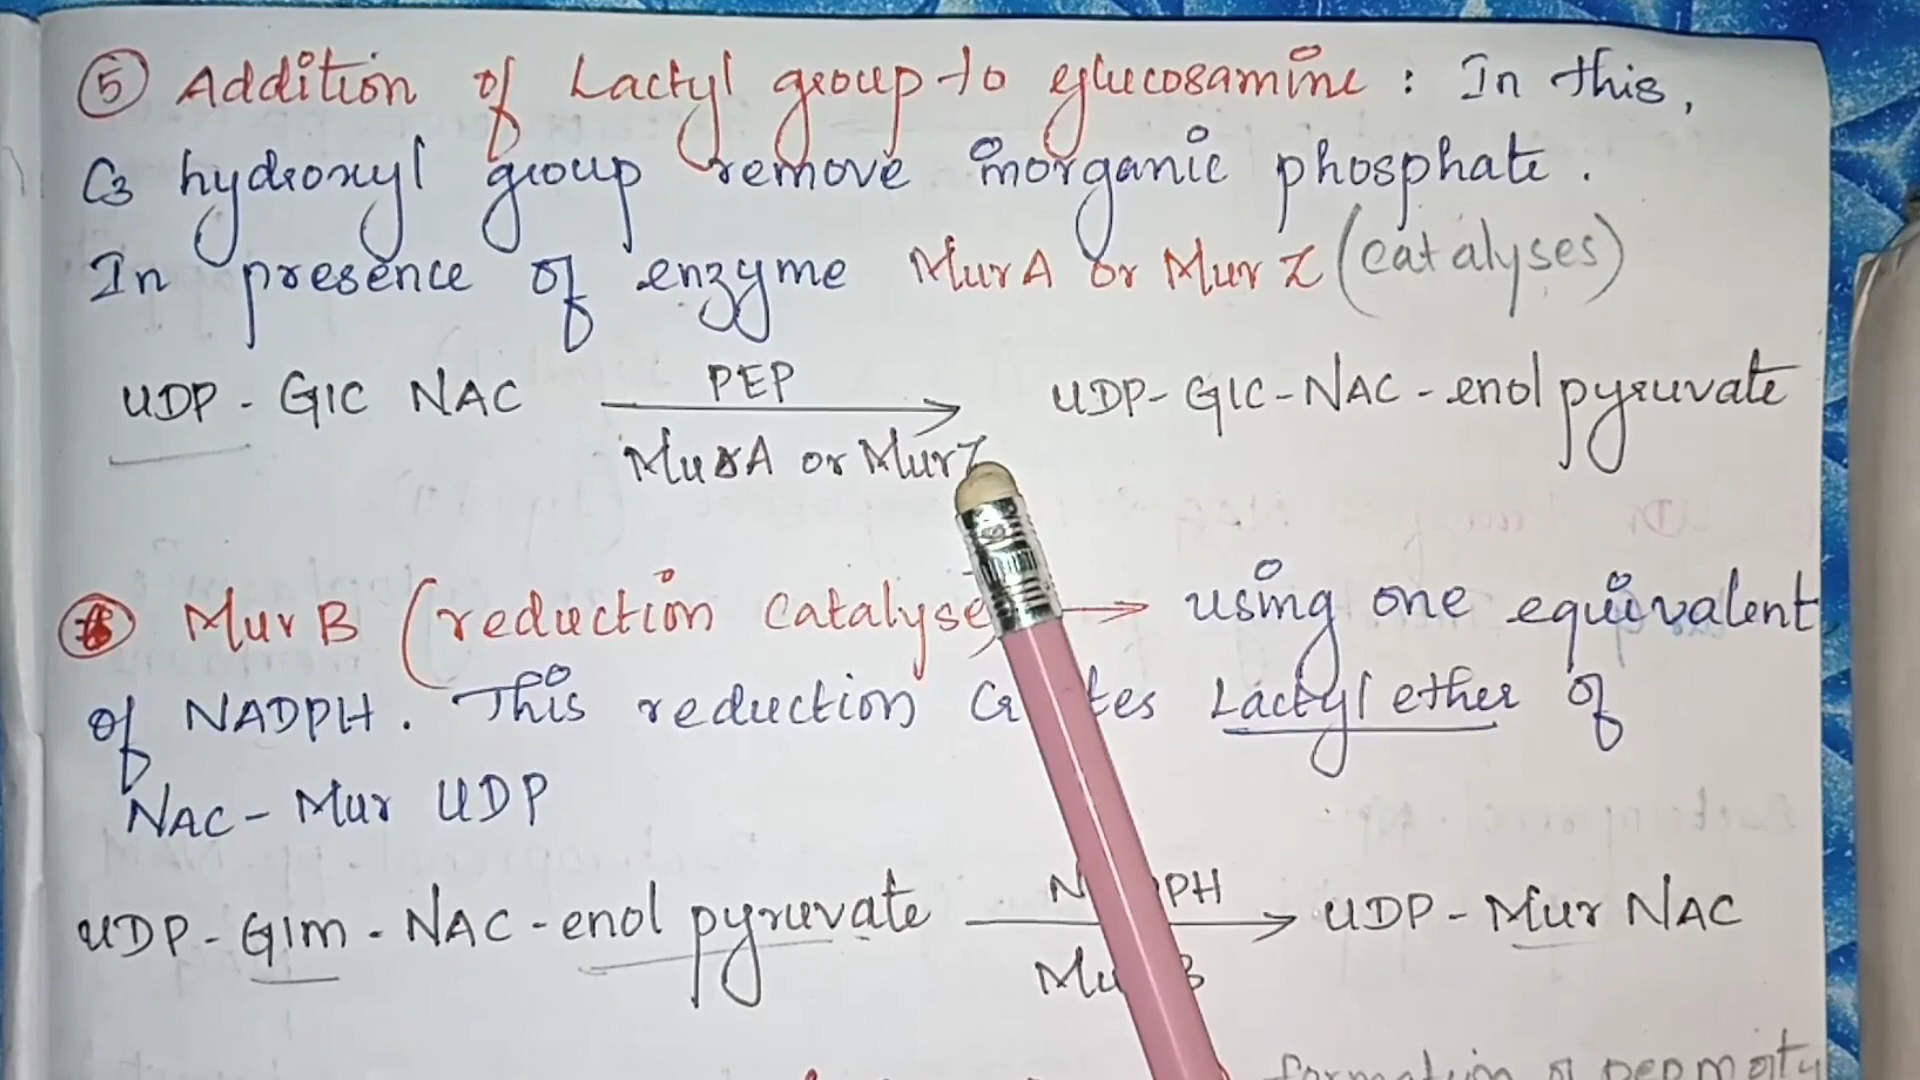 ⑤ Addition of Lactyl group to glucosamine : In this,
C3 hydroxyl group remove inorganic phosphate.
In presence of enzyme MurA or MurZ (catalyses)
UDP - GlC NAC PEP UDP-GlC-NAC-enol pyruvate
MurA or MurZ
MurB (reduction catalyse → using one equivalent
of NADPH. This reduction Lactyl ether of
NAC-Mur UDP
UDP-Glm-NAC-enol pyruvate UDP-Mur NAC
formation of